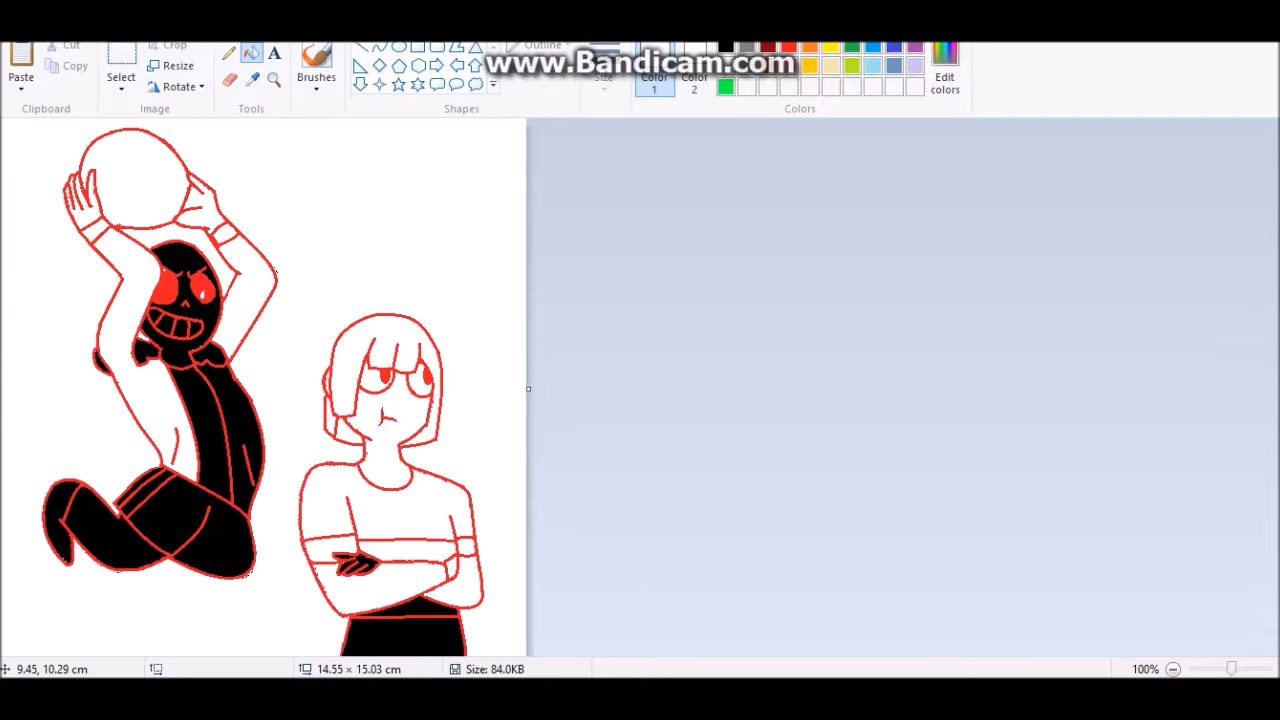 Cut
Crop
Outline
www.Bandicam.com
Copy
Resize
Paste
Select
Rotate
Brushes
Size
Color
1
Color
2
Edit
colors
A
Clipboard
Image
Tools
Shapes
Colors
9.45, 10.29 cm
14.55 × 15.03 cm
Size: 84.0KB
100%